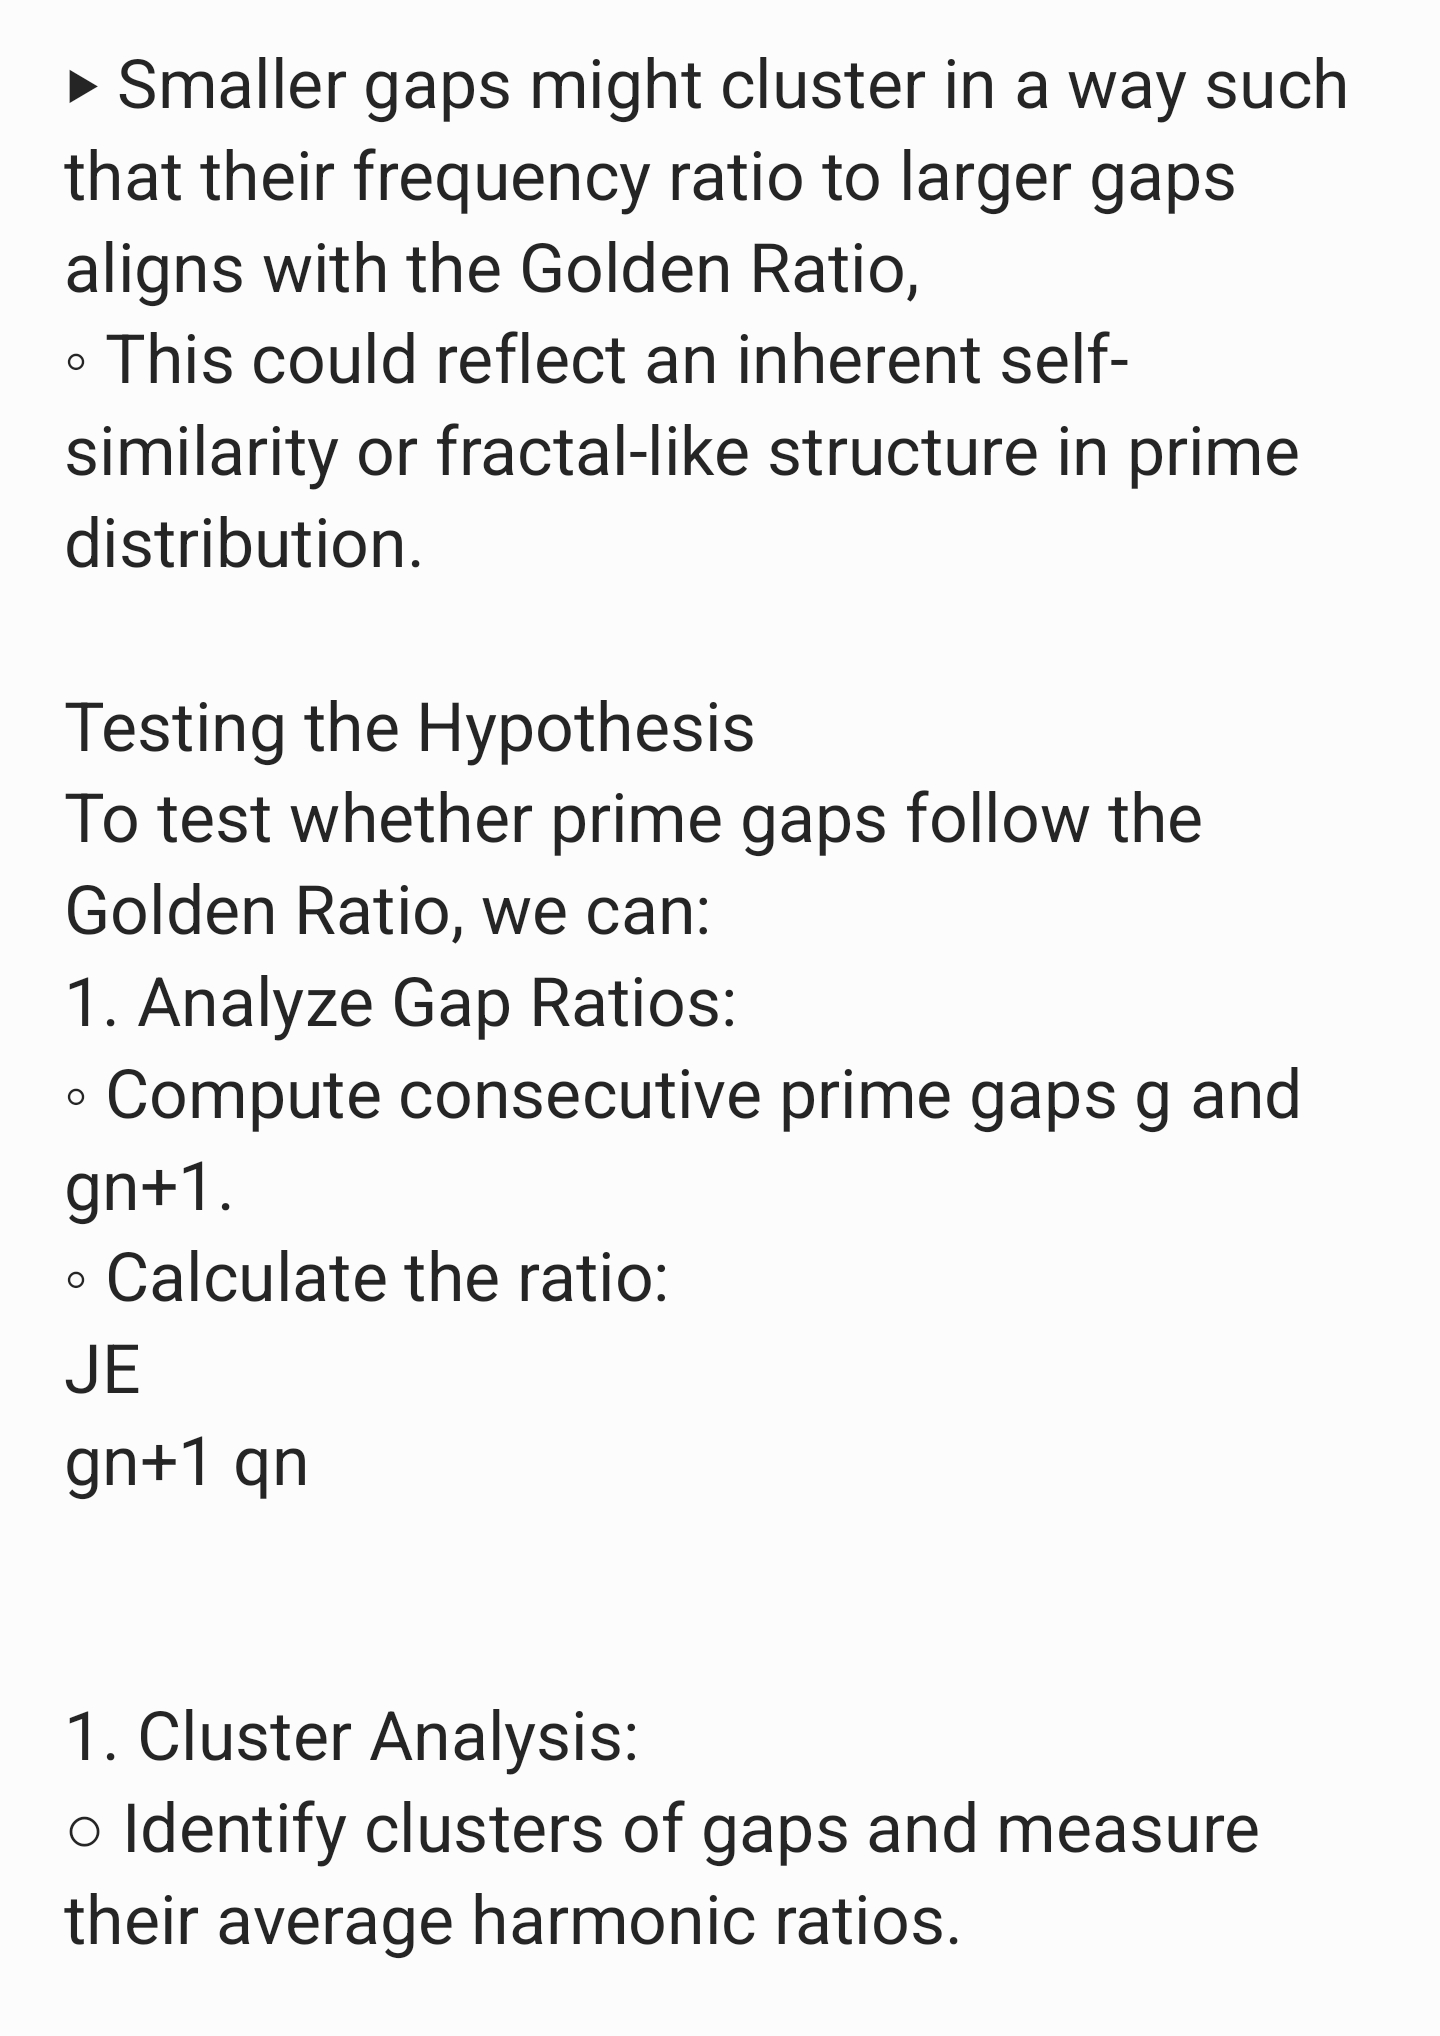 ▸ Smaller gaps might cluster in a way such
that their frequency ratio to larger gaps
aligns with the Golden Ratio,
◦ This could reflect an inherent self-
similarity or fractal-like structure in prime
distribution.
Testing the Hypothesis
To test whether prime gaps follow the
Golden Ratio, we can:
1. Analyze Gap Ratios:
◦ Compute consecutive prime gaps g and
gn+1.
◦ Calculate the ratio:
JE
gn+1 qn
1. Cluster Analysis:
○ Identify clusters of gaps and measure
their average harmonic ratios.